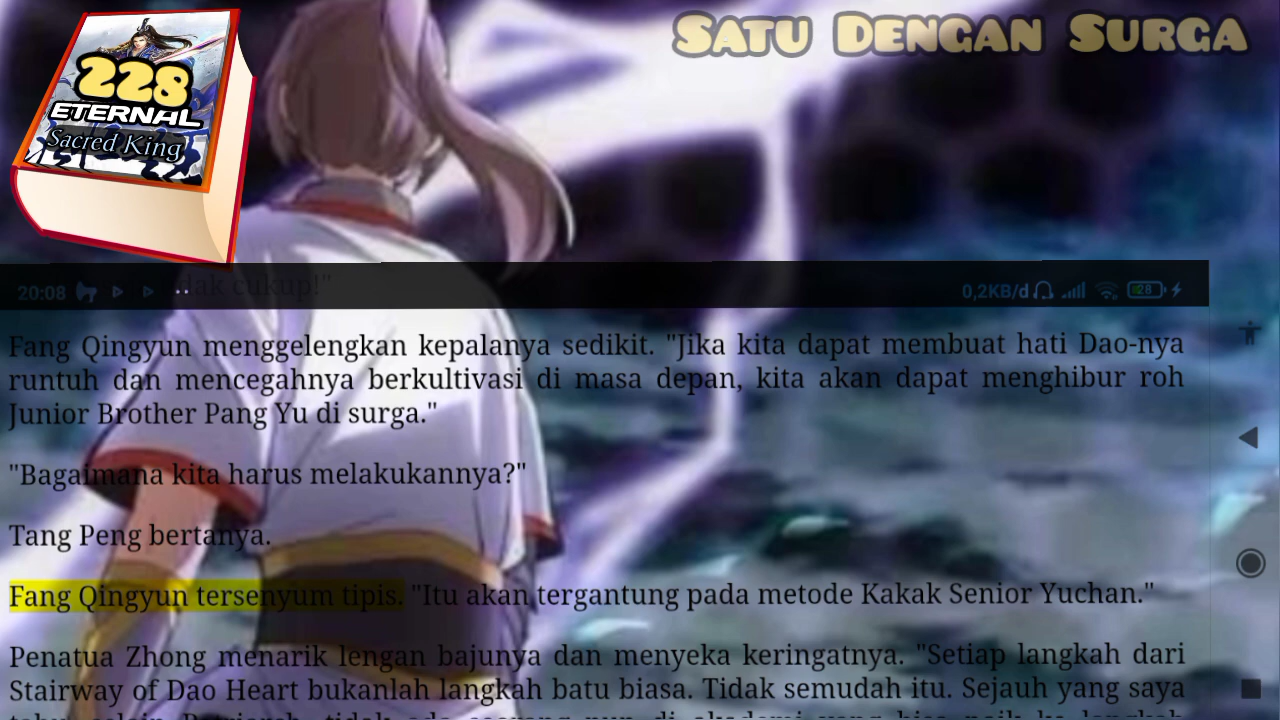 SATU DENGAN SURGA
228
ETERNAL
Sacred King
cukup!"
20:08
0,2KB/d
28
Fang Qingyun menggelengkan kepalanya sedikit. "Jika kita dapat membuat hati Dao-nya
runtuh dan mencegahnya berkultivasi di masa depan, kita akan dapat menghibur roh
Junior Brother Pang Yu di surga."
"Bagaimana kita harus melakukannya?"
Tang Peng bertanya.
Fang Qingyun tersenyum tipis. "Itu akan tergantung pada metode Kakak Senior Yuchan."
Penatua Zhong menarik lengan bajunya dan menyeka keringatnya. "Setiap langkah dari
Stairway of Dao Heart bukanlah langkah batu biasa. Tidak semudah itu. Sejauh yang saya